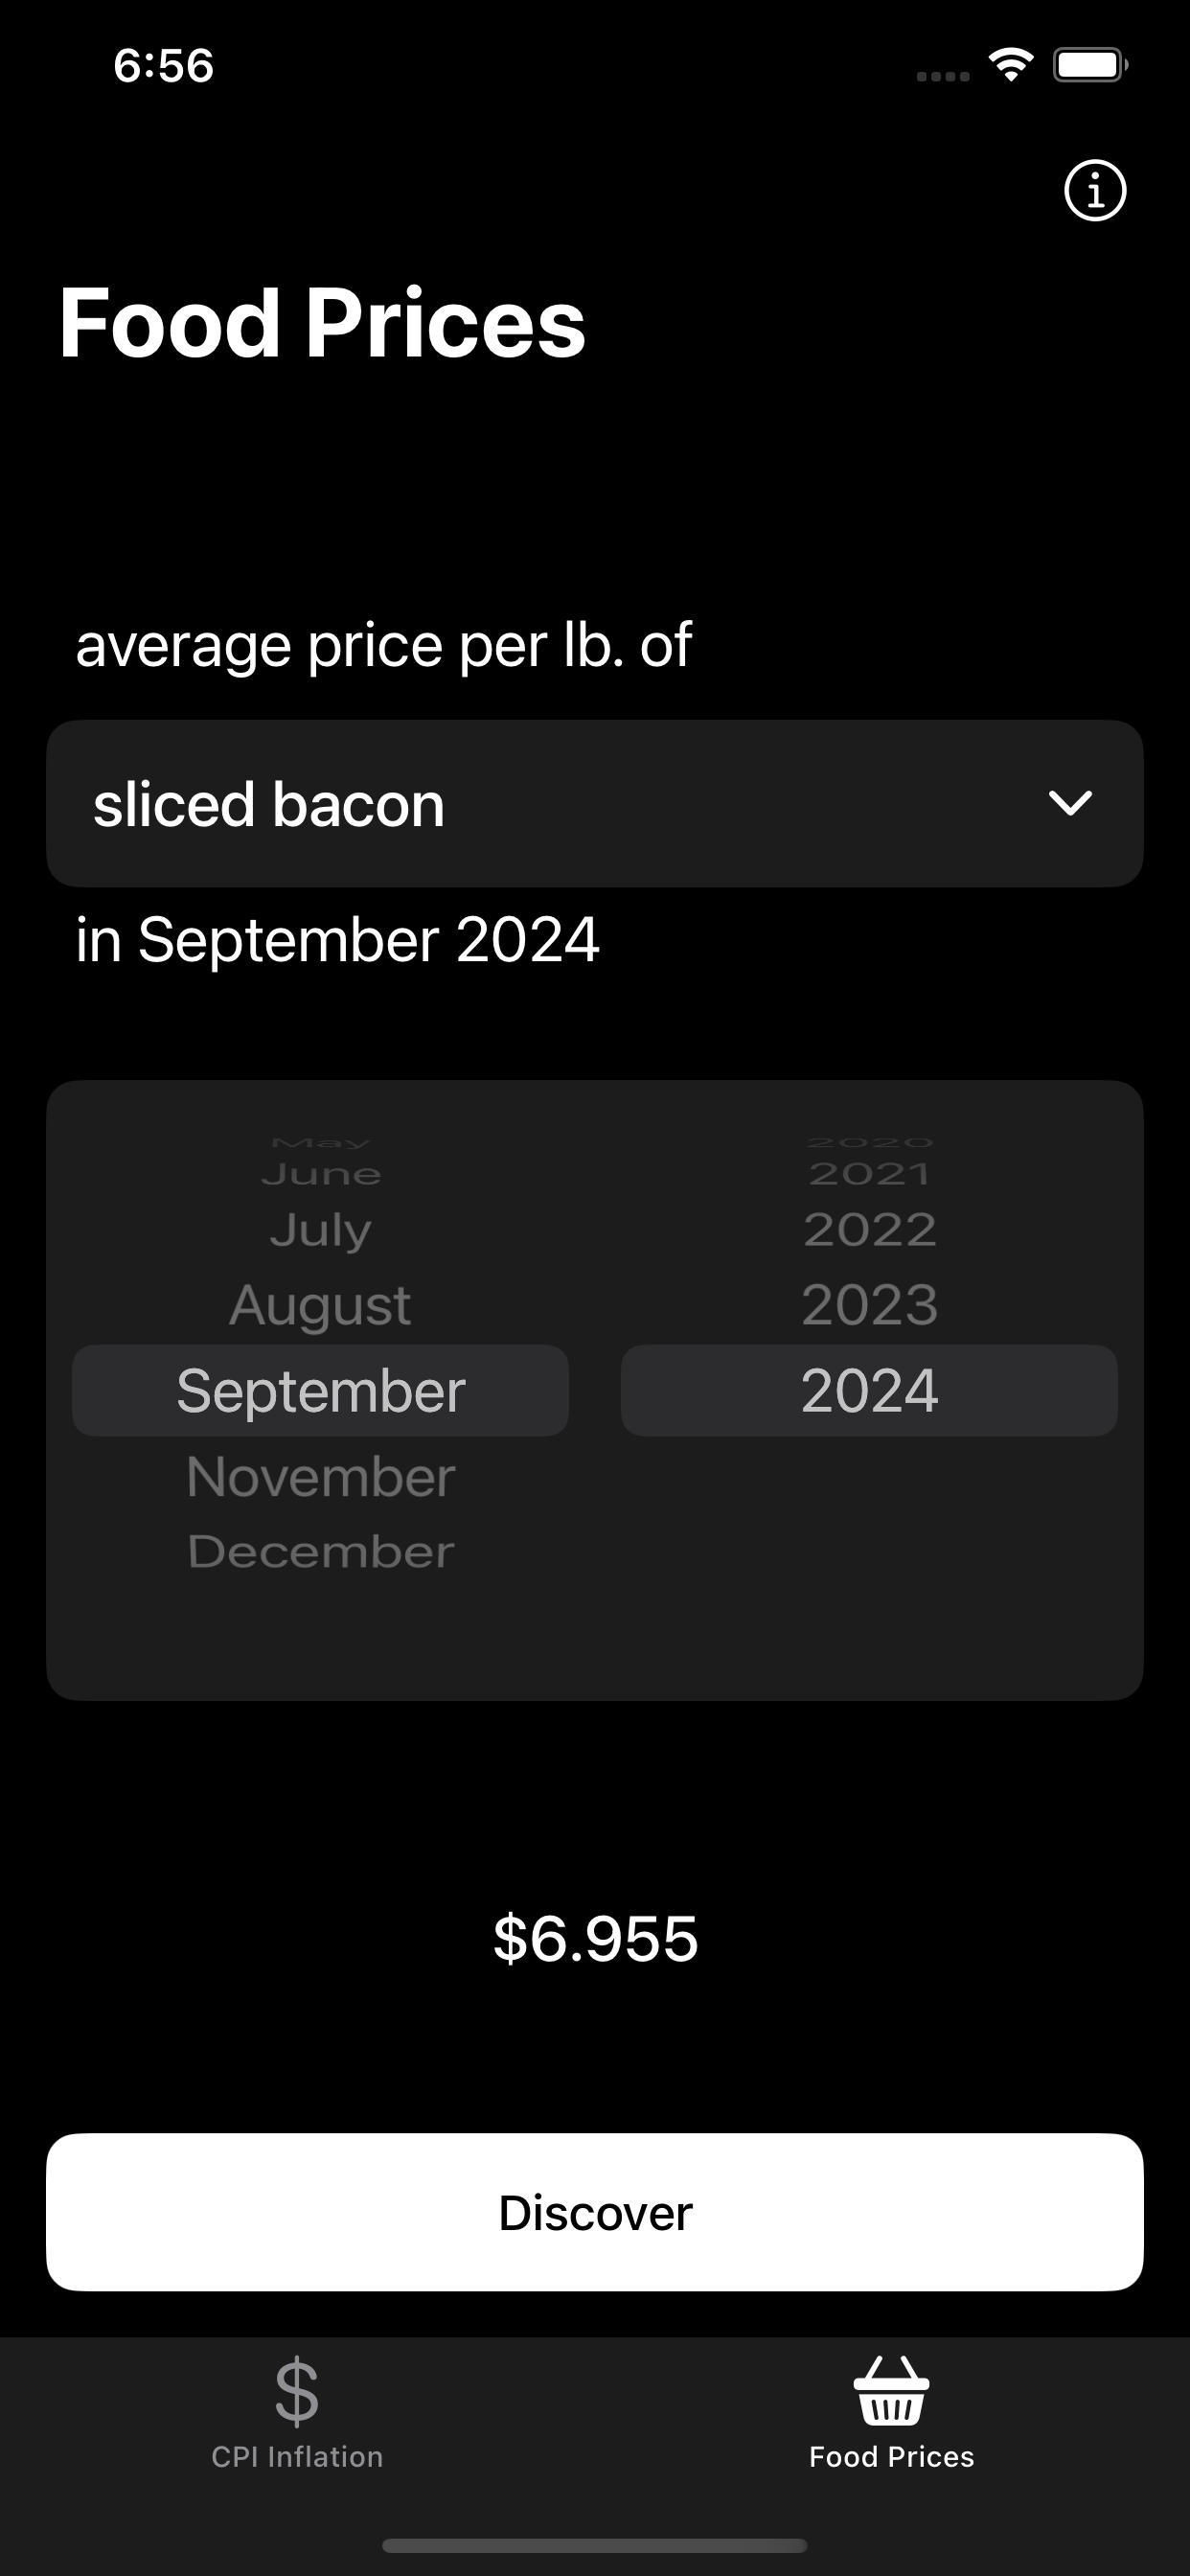 6:56
Food Prices
average price per lb. of
sliced bacon
in September 2024
May 2020
June 2021
July 2022
August 2023
September 2024
November
December
$6.955
Discover
CPI Inflation Food Prices